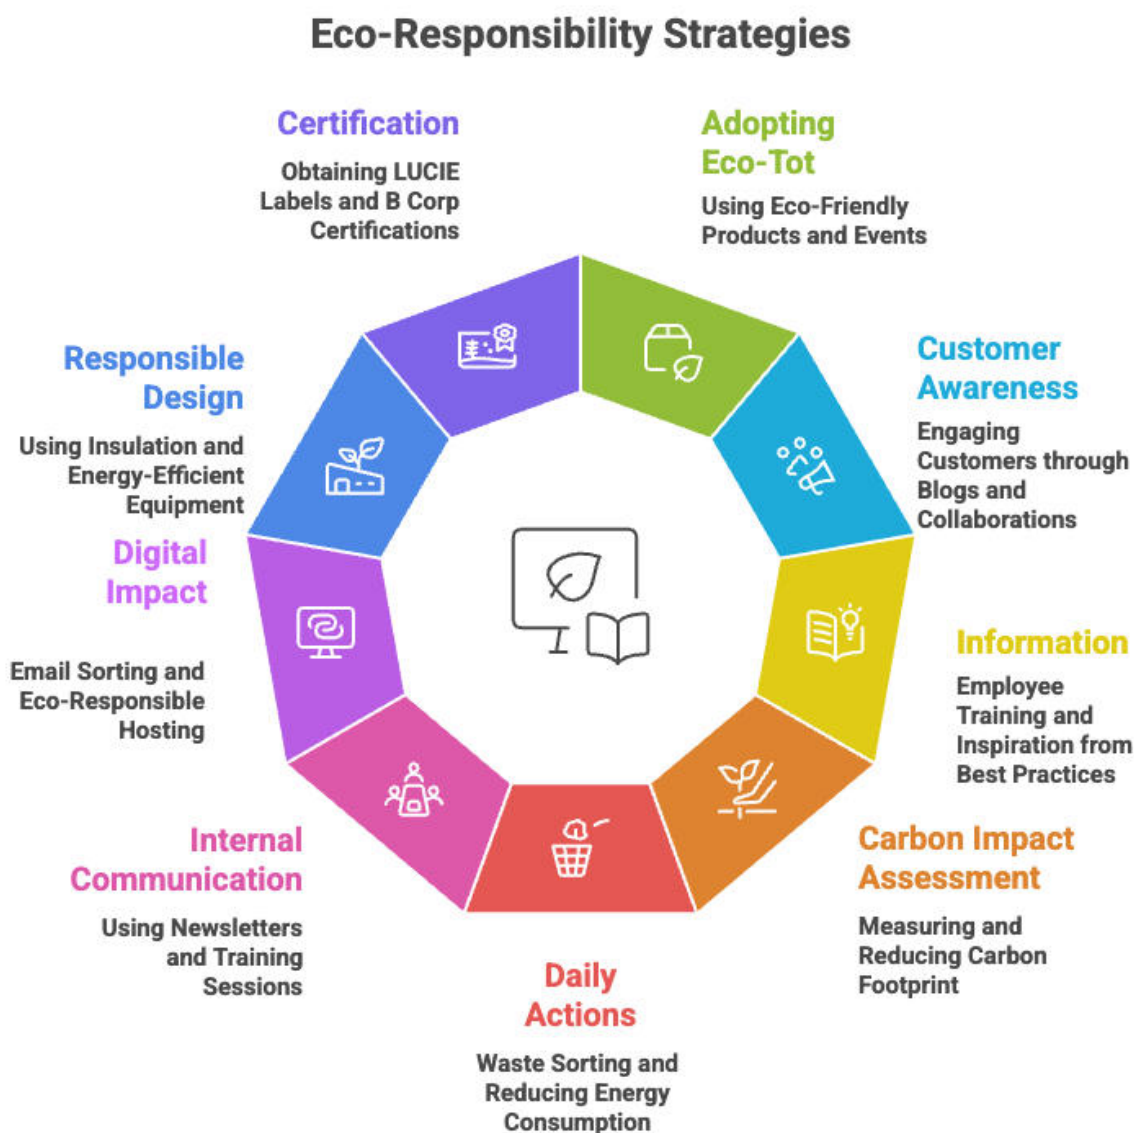 Eco-Responsibility Strategies
Certification
Obtaining LUCIE
Labels and B Corp
Certifications
Adopting
Eco-Tot
Using Eco-Friendly
Products and Events
Customer
Awareness
Engaging
Customers through
Blogs and
Collaborations
Information
Employee
Training and
Inspiration from
Best Practices
Carbon Impact
Assessment
Measuring and
Reducing Carbon
Footprint
Daily
Actions
Waste Sorting and
Reducing Energy
Consumption
Internal
Communication
Using Newsletters
and Training
Sessions
Digital
Impact
Email Sorting and
Eco-Responsible
Hosting
Responsible
Design
Using Insulation and
Energy-Efficient
Equipment